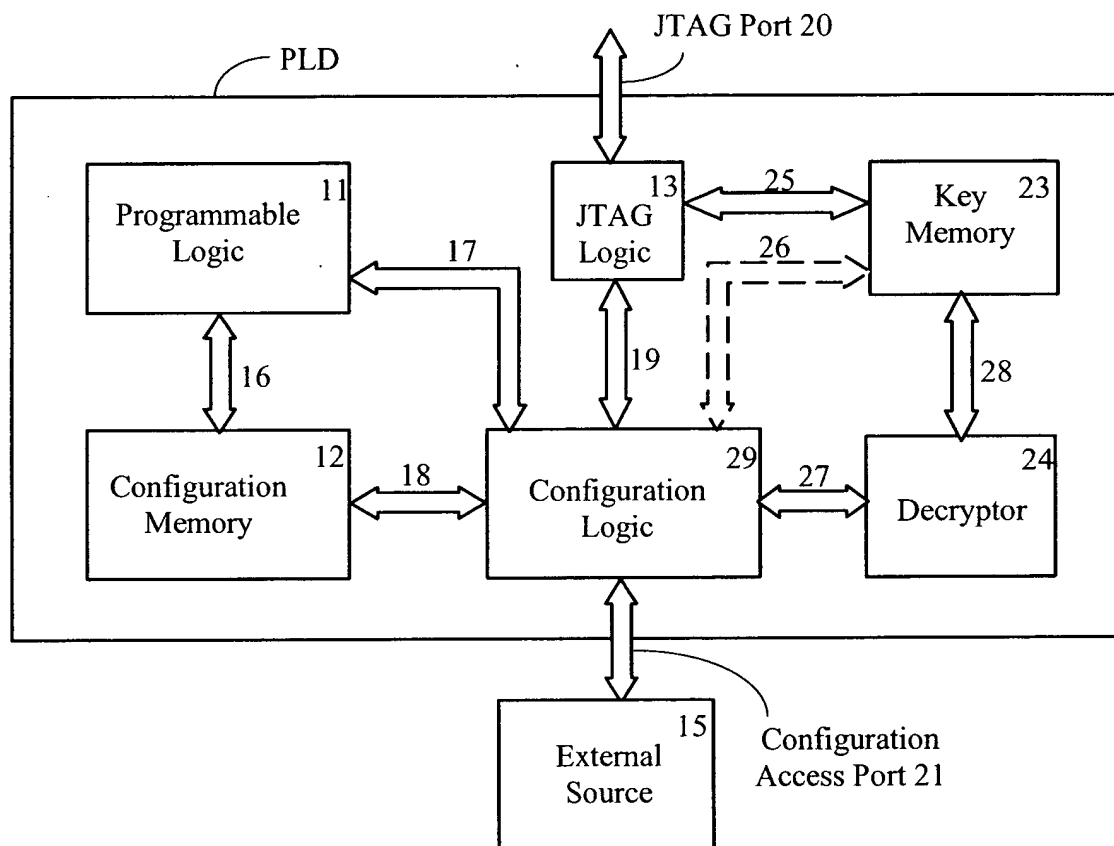 JTAG Port 20
PLD
11
Programmable
Logic
13
JTAG
Logic
25
23
Key
Memory
17
26
16
19
28
12
Configuration
Memory
18
29
Configuration
Logic
27
24
Decryptor
15
External
Source
Configuration
Access Port 21